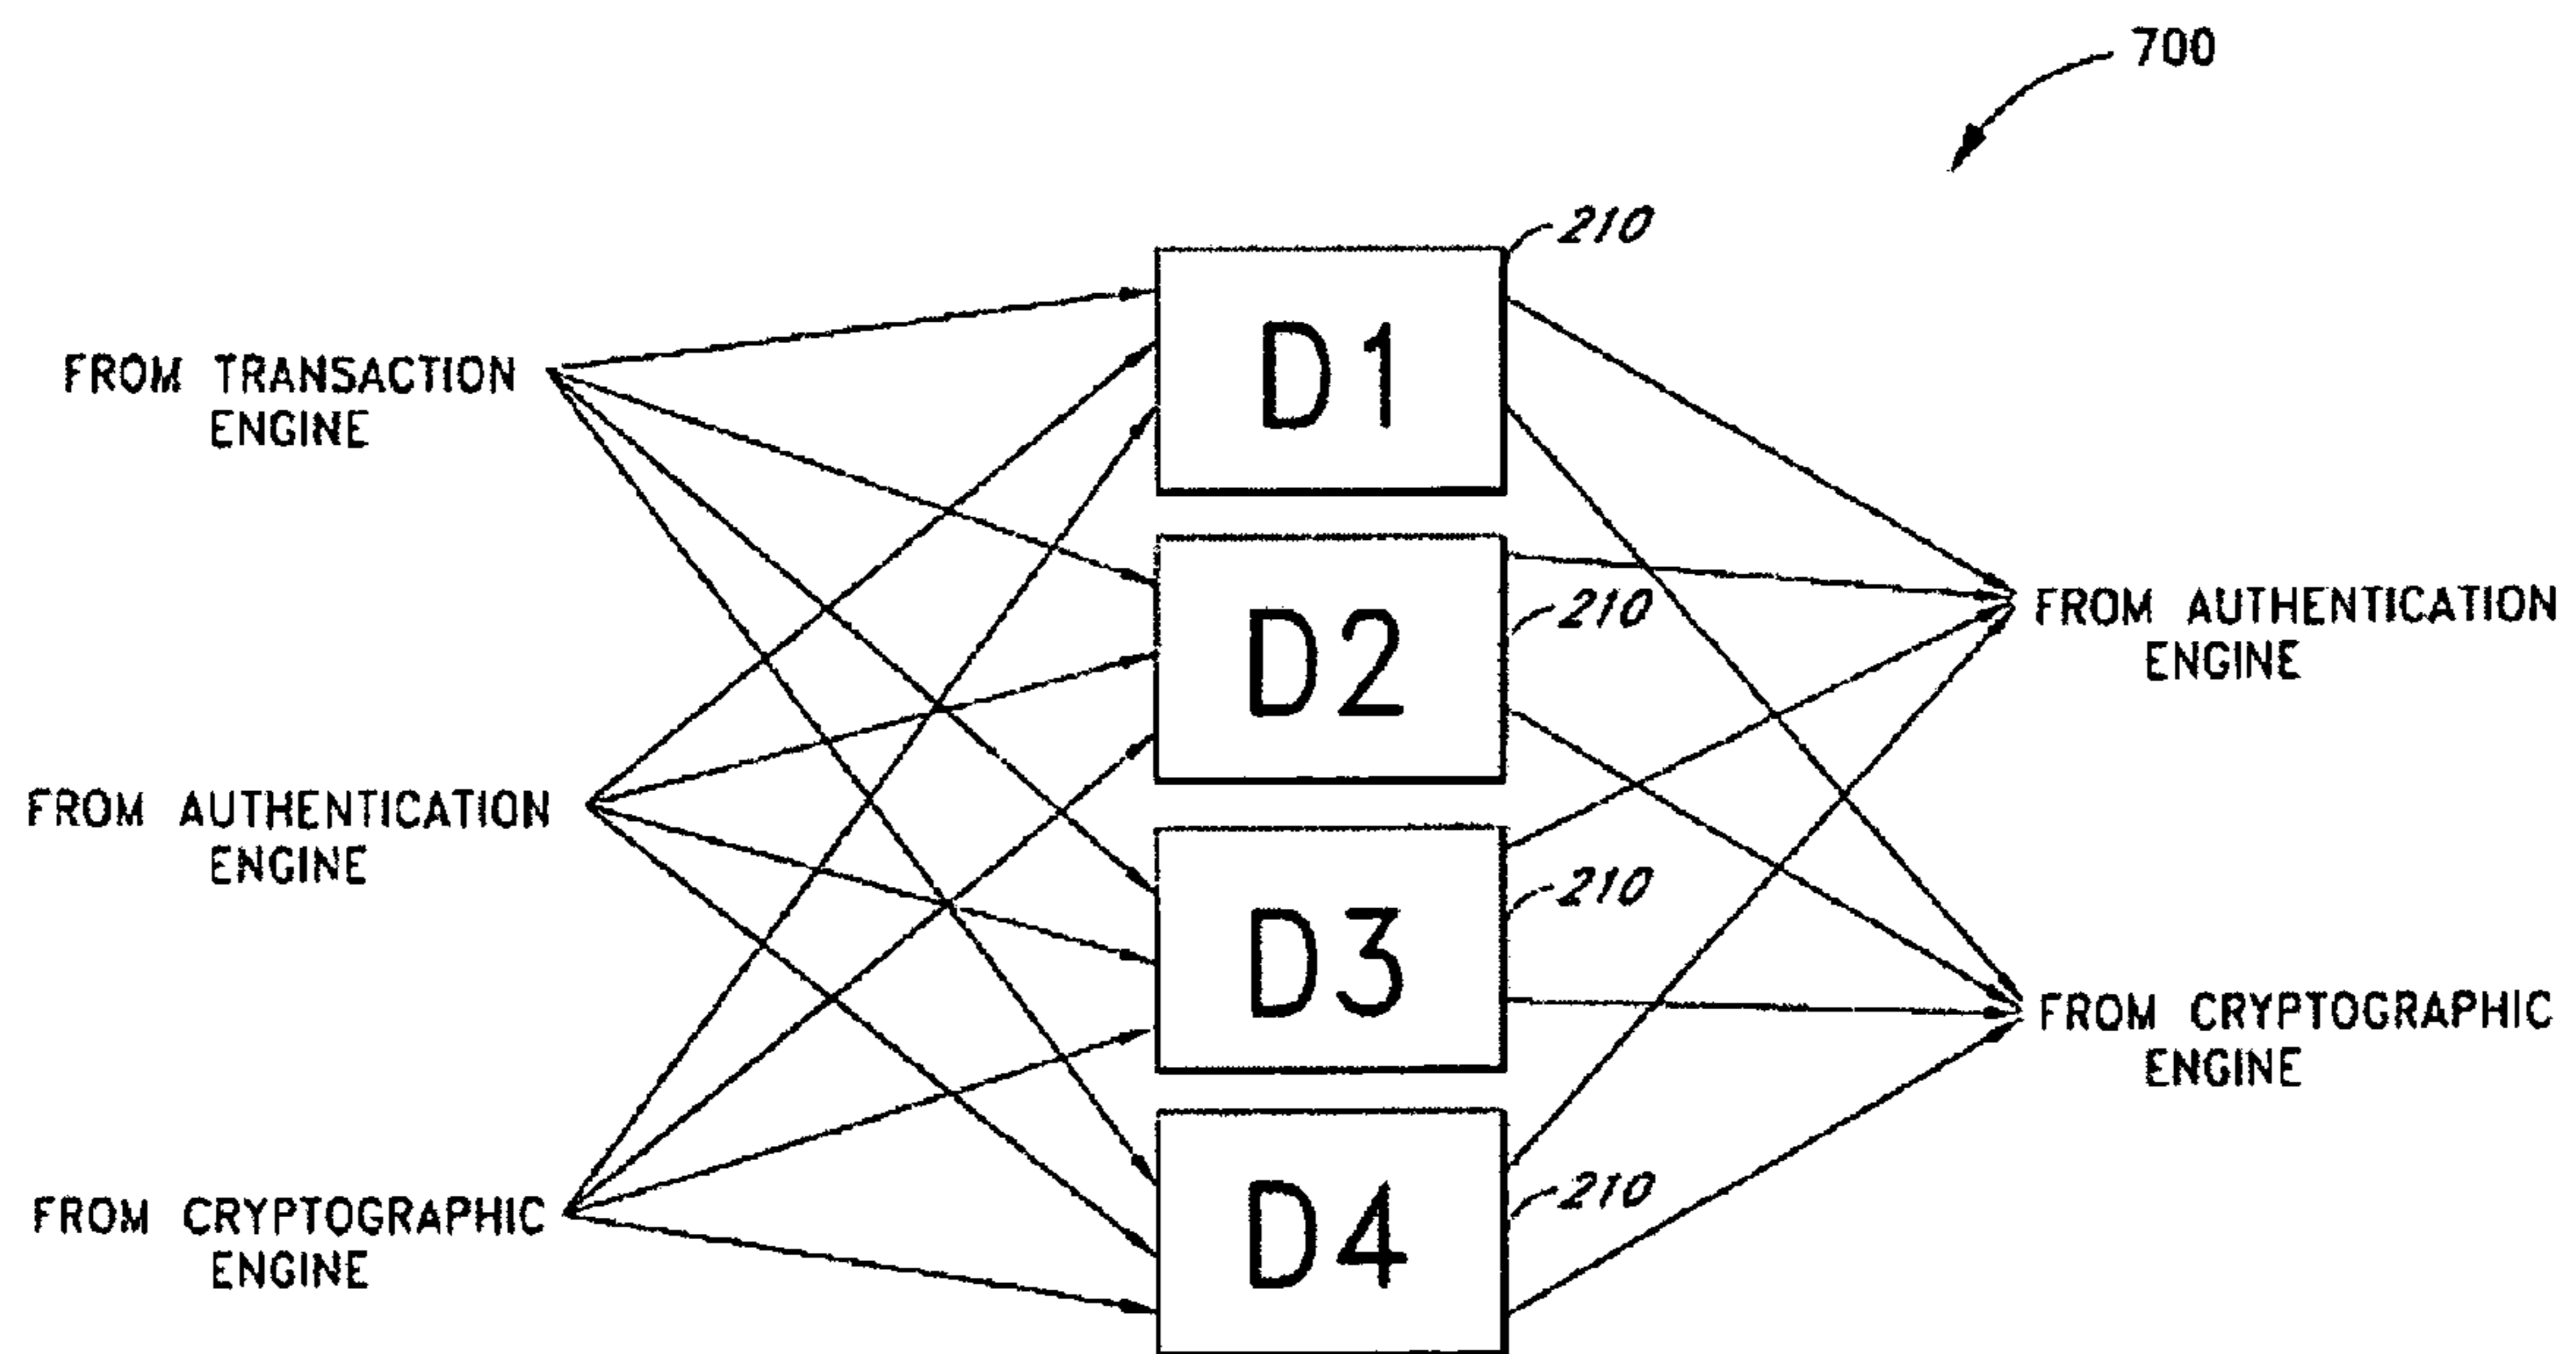 700
210
D1
FROM TRANSACTION
ENGINE
210
D2
FROM AUTHENTICATION
ENGINE
FROM AUTHENTICATION
ENGINE
210
D3
FROM CRYPTOGRAPHIC
ENGINE
210
D4
FROM CRYPTOGRAPHIC
ENGINE